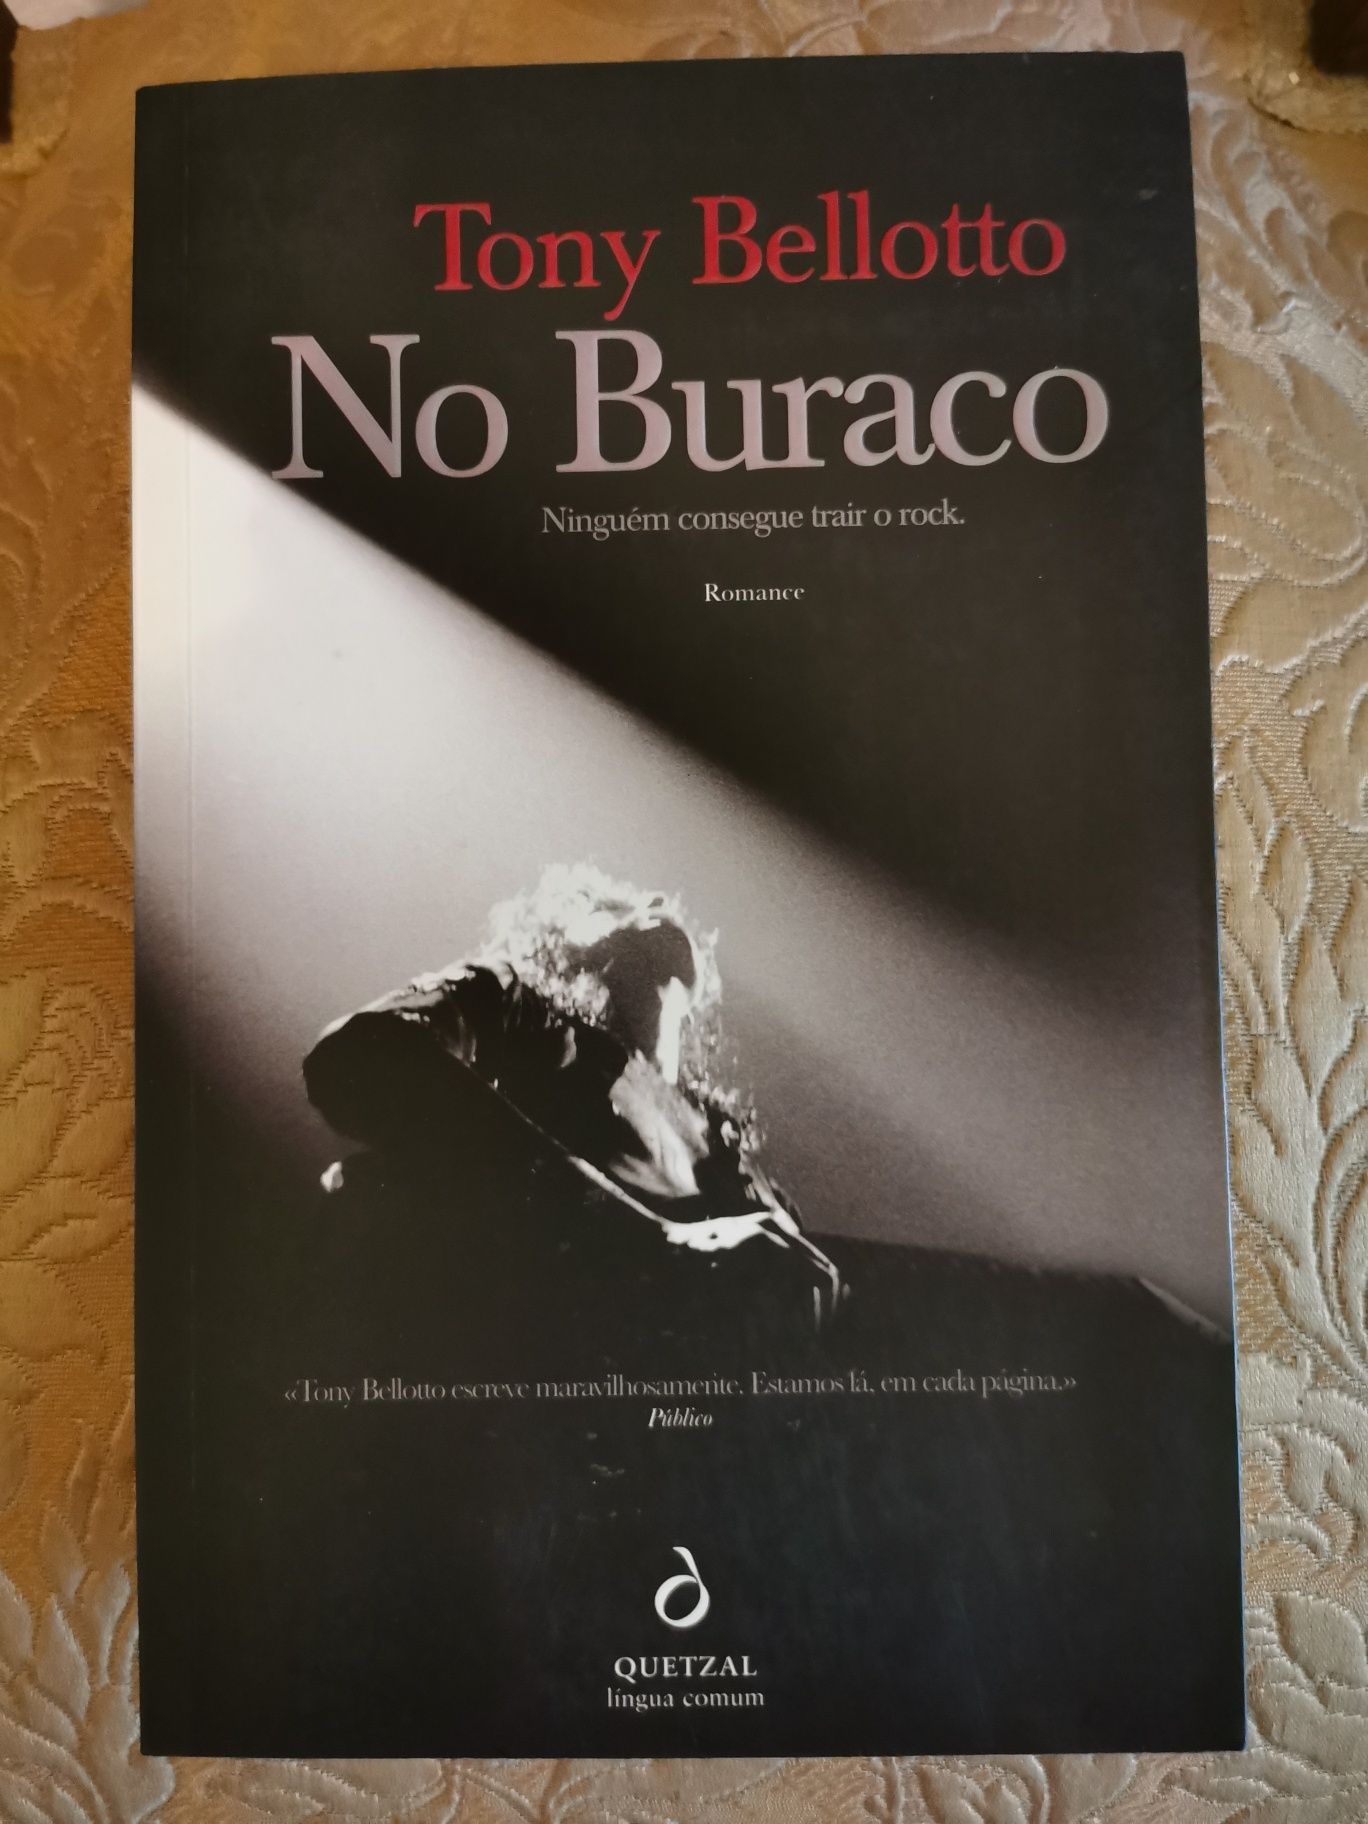 Tony Bellotto
No Buraco
Ninguém consegue trair o rock.
Romance
«Tony Bellotto escreve maravilhosamente. Estamos lá, em cada página.»
Público
QUETZAL
língua comum